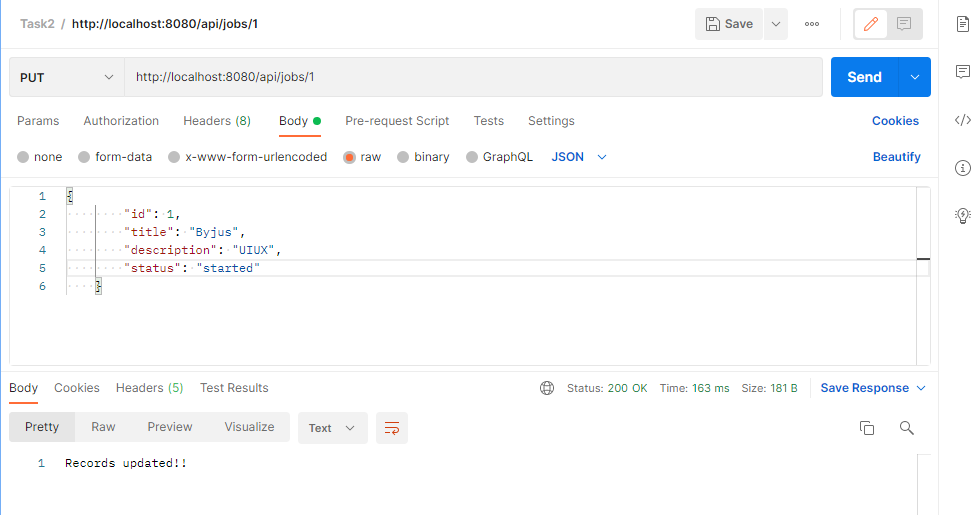 Task2 / http://localhost:8080/api/jobs/1 Save
PUT http://localhost:8080/api/jobs/1 Send
Params Authorization Headers (8) Body Pre-request Script Tests Settings Cookies
none form-data x-www-form-urlencoded raw binary GraphQL JSON Beautify
1 {
2 "id": 1,
3 "title": "Byjus",
4 "description": "UIUX",
5 "status": "started"
6 }
Body Cookies Headers (5) Test Results Status: 200 OK Time: 163 ms Size: 181 B Save Response
Pretty Raw Preview Visualize Text
1 Records updated!!